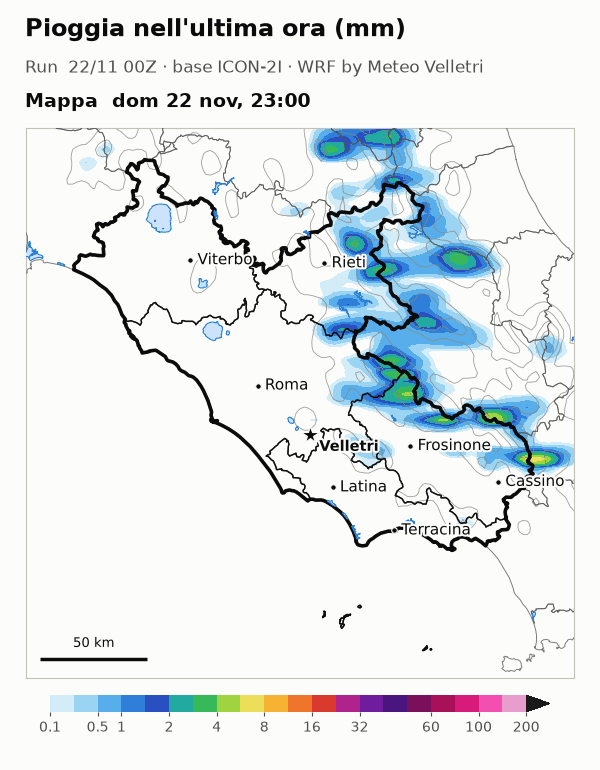 Pioggia nell'ultima ora (mm)
Run 22/11 00Z · base ICON-2I · WRF by Meteo Velletri
Mappa dom 22 nov, 23:00
Viterbo
Rieti
Roma
Velletri
Frosinone
Latina
Cassino
Terracina
50 km
0.1 0.5 1 2 4 8 16 32 60 100 200